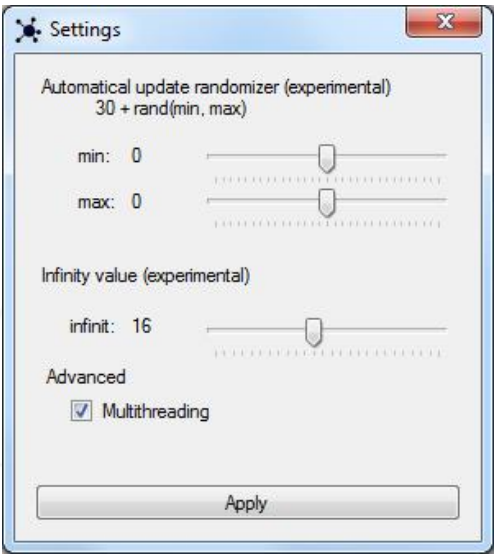 Settings
Automatical update randomizer (experimental)
30 + rand(min, max)
min: 0
max: 0
Infinity value (experimental)
infinit: 16
Advanced
Multithreading
Apply